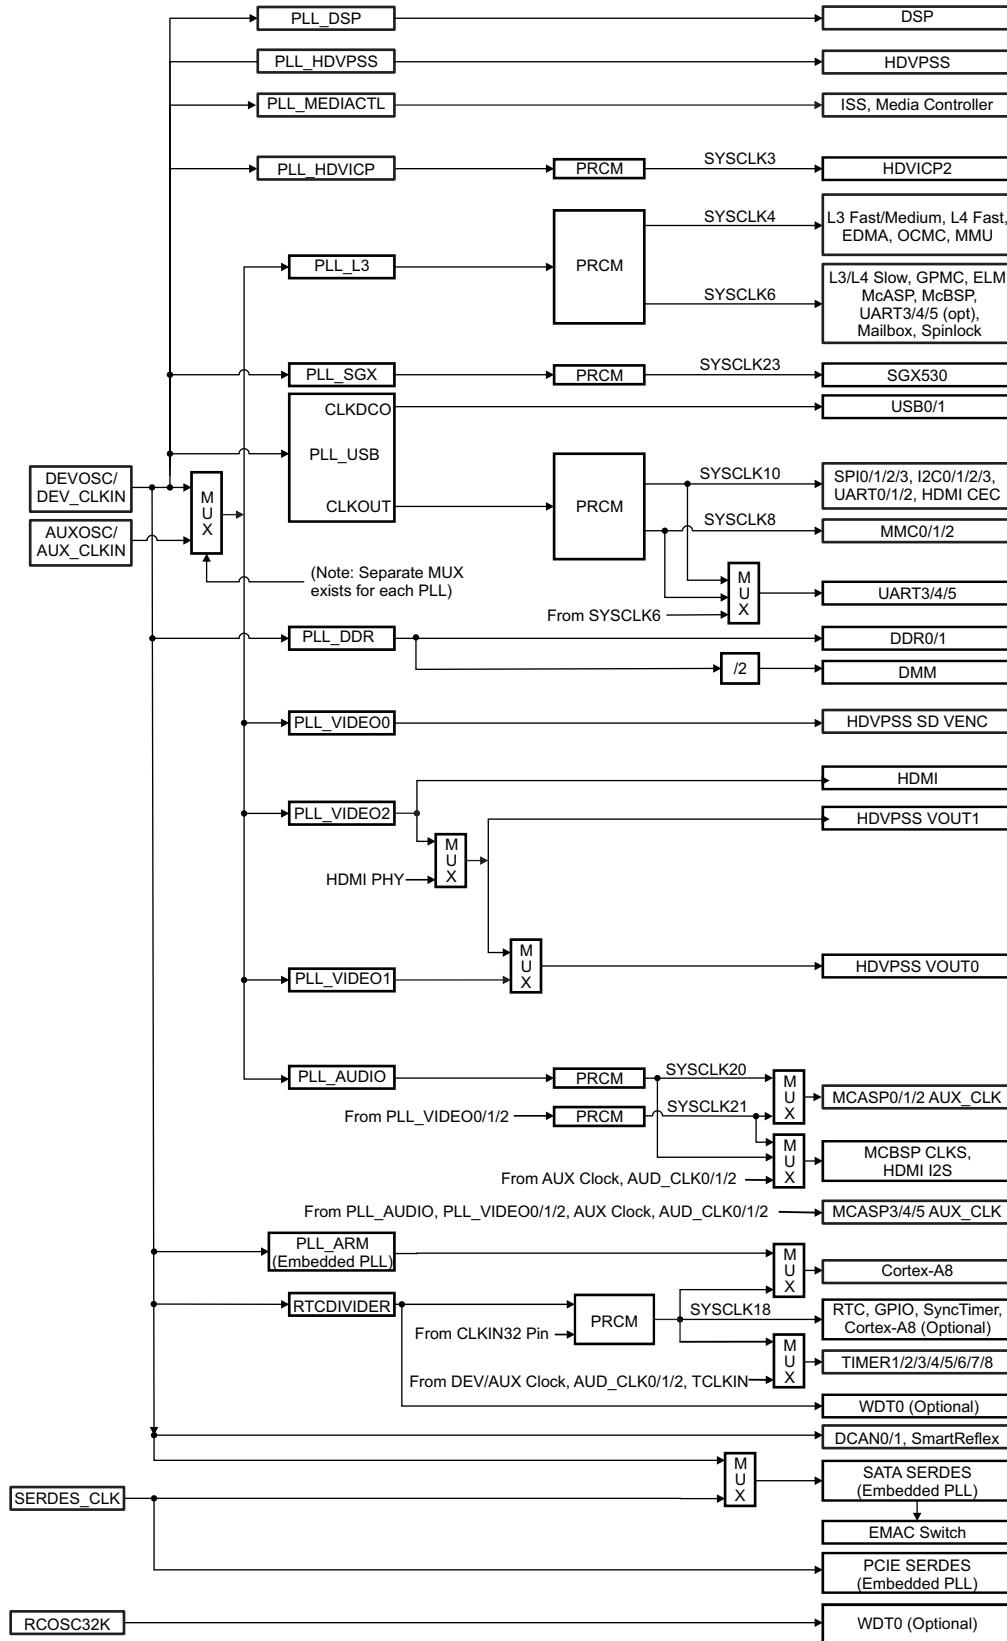 PLL_DSP
DSP
PLL_HDVPSS
HDVPSS
PLL_MEDIACTL
ISS, Media Controller
PLL_HDVICP
PRCM
SYSCLK3
HDVICP2
SYSCLK4
L3 Fast/Medium, L4 Fast,
EDMA, OCMC, MMU
PLL_L3
PRCM
SYSCLK6
L3/L4 Slow, GPMC, ELM
McASP, McBSP,
UART3/4/5 (opt),
Mailbox, Spinlock
PLL_SGX
PRCM
SYSCLK23
SGX530
CLKDCO
PLL_USB
CLKOUT
USB0/1
DEVOSC/
DEV_CLKIN
AUXOSC/
AUX_CLKIN
M
U
X
(Note: Separate MUX
exists for each PLL)
PRCM
SYSCLK10
SPI0/1/2/3, I2C0/1/2/3,
UART0/1/2, HDMI CEC
SYSCLK8
MMC0/1/2
From SYSCLK6
M
U
X
UART3/4/5
PLL_DDR
DDR0/1
/2
DMM
PLL_VIDEO0
HDVPSS SD VENC
HDMI
PLL_VIDEO2
HDVPSS VOUT1
HDMI PHY
M
U
X
M
U
X
PLL_VIDEO1
HDVPSS VOUT0
PLL_AUDIO
PRCM
SYSCLK20
M
U
X
MCASP0/1/2 AUX_CLK
From PLL_VIDEO0/1/2
PRCM
SYSCLK21
M
U
X
MCBSP CLKS,
HDMI I2S
From AUX Clock, AUD_CLK0/1/2
From PLL_AUDIO, PLL_VIDEO0/1/2, AUX Clock, AUD_CLK0/1/2
MCASP3/4/5 AUX_CLK
PLL_ARM
(Embedded PLL)
M
U
X
Cortex-A8
RTCDIVIDER
PRCM
SYSCLK18
RTC, GPIO, SyncTimer,
Cortex-A8 (Optional)
From CLKIN32 Pin
M
U
X
TIMER1/2/3/4/5/6/7/8
From DEV/AUX Clock, AUD_CLK0/1/2, TCLKIN
WDT0 (Optional)
DCAN0/1, SmartReflex
M
U
X
SATA SERDES
(Embedded PLL)
SERDES_CLK
EMAC Switch
PCIE SERDES
(Embedded PLL)
RCOSC32K
WDT0 (Optional)